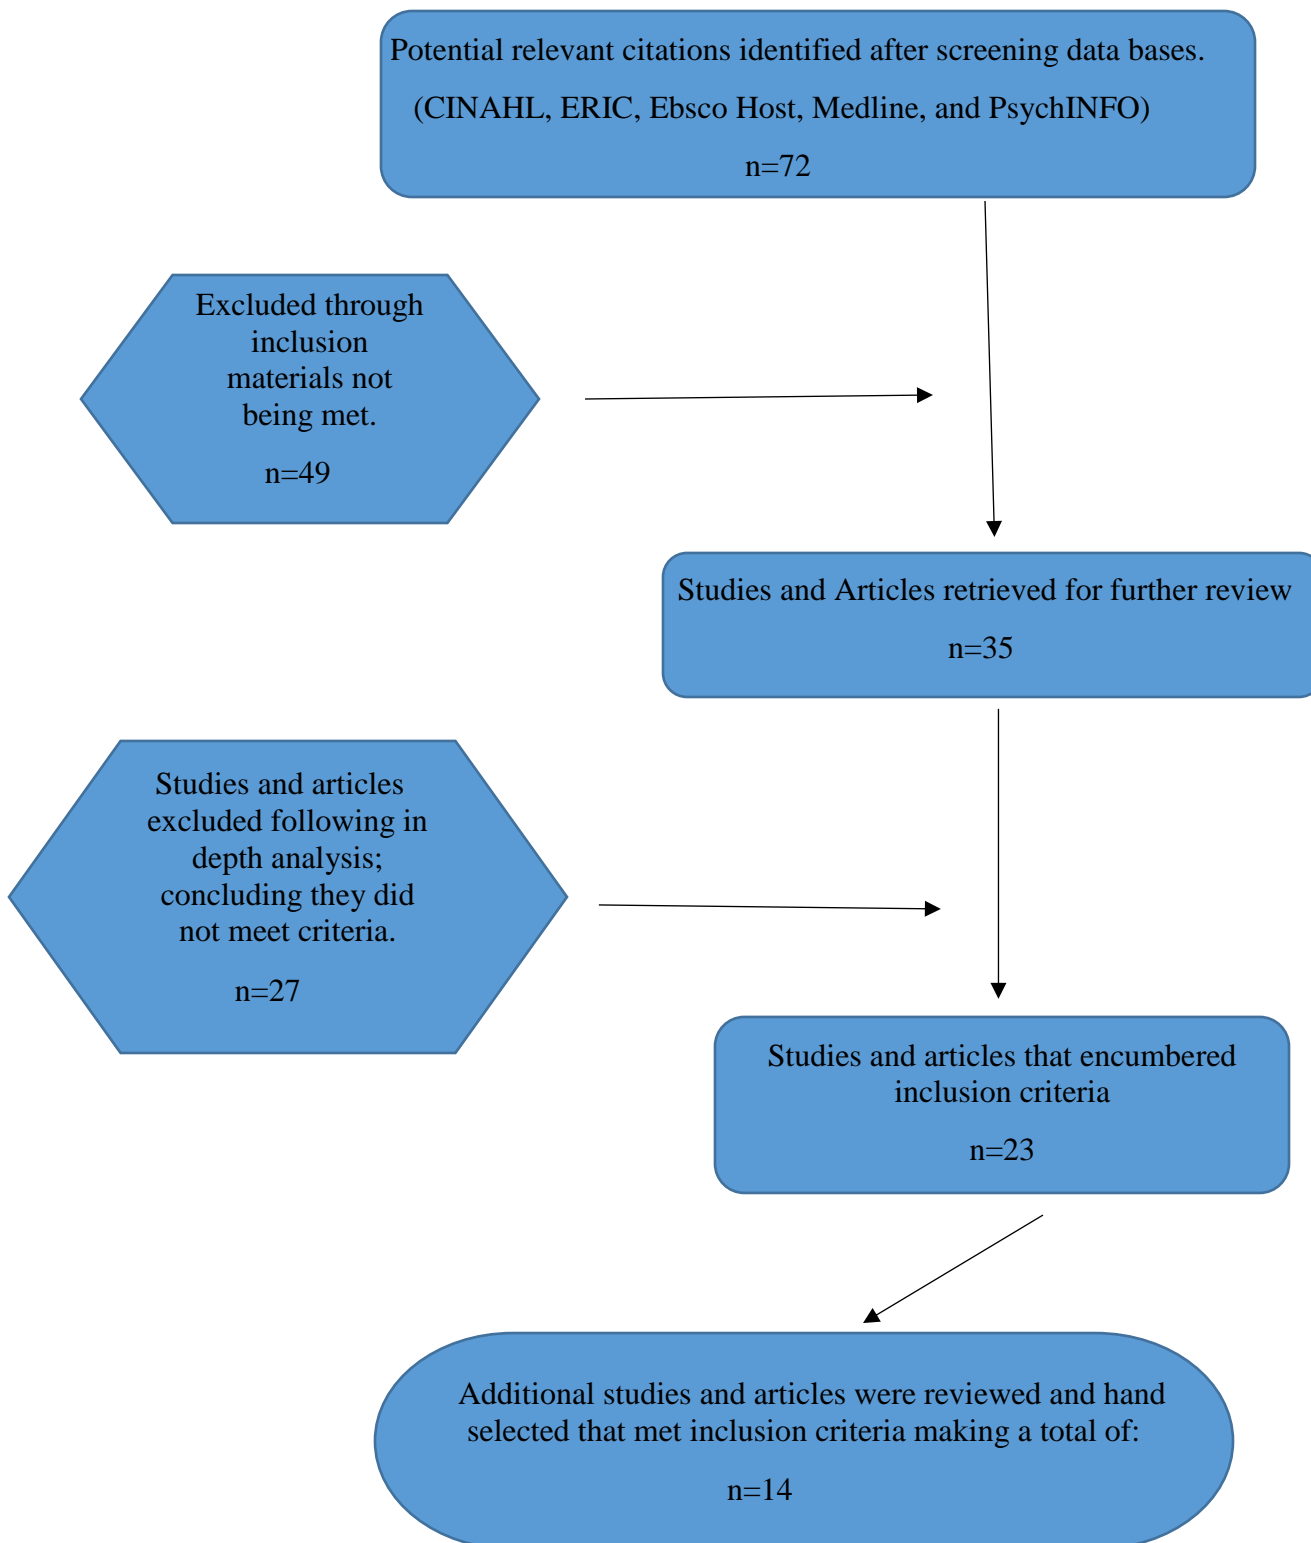 Potential relevant citations identified after screening data bases.
(CINAHL, ERIC, Ebsco Host, Medline, and PsychINFO)
n=72
Excluded through
inclusion
materials not
being met.
n=49
Studies and Articles retrieved for further review
n=35
Studies and articles
excluded following in
depth analysis;
concluding they did
not meet criteria.
n=27
Studies and articles that encumbered
inclusion criteria
n=23
Additional studies and articles were reviewed and hand
selected that met inclusion criteria making a total of:
n=14